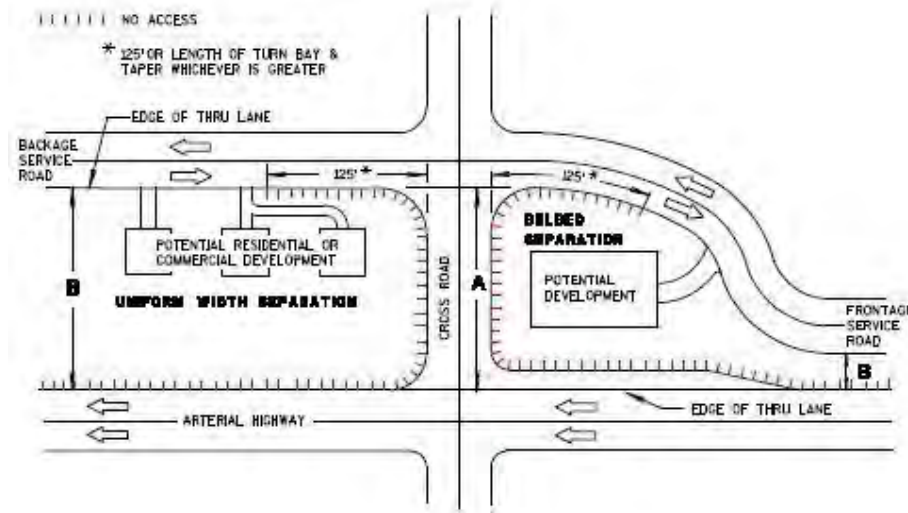 NO ACCESS
* 125' OR LENGTH OF TURN BAY &
TAPER WHICHEVER IS GREATER
EDGE OF THRU LANE
BACKAGE
SERVICE
ROAD
125' *
125' *
B
POTENTIAL RESIDENTIAL OR
COMMERCIAL DEVELOPMENT
UNIFORM WIDTH SEPARATION
CROSS ROAD
A
BULBED
SEPARATION
POTENTIAL
DEVELOPMENT
FRONTAGE
SERVICE
ROAD
B
EDGE OF THRU LANE
ARTERIAL HIGHWAY